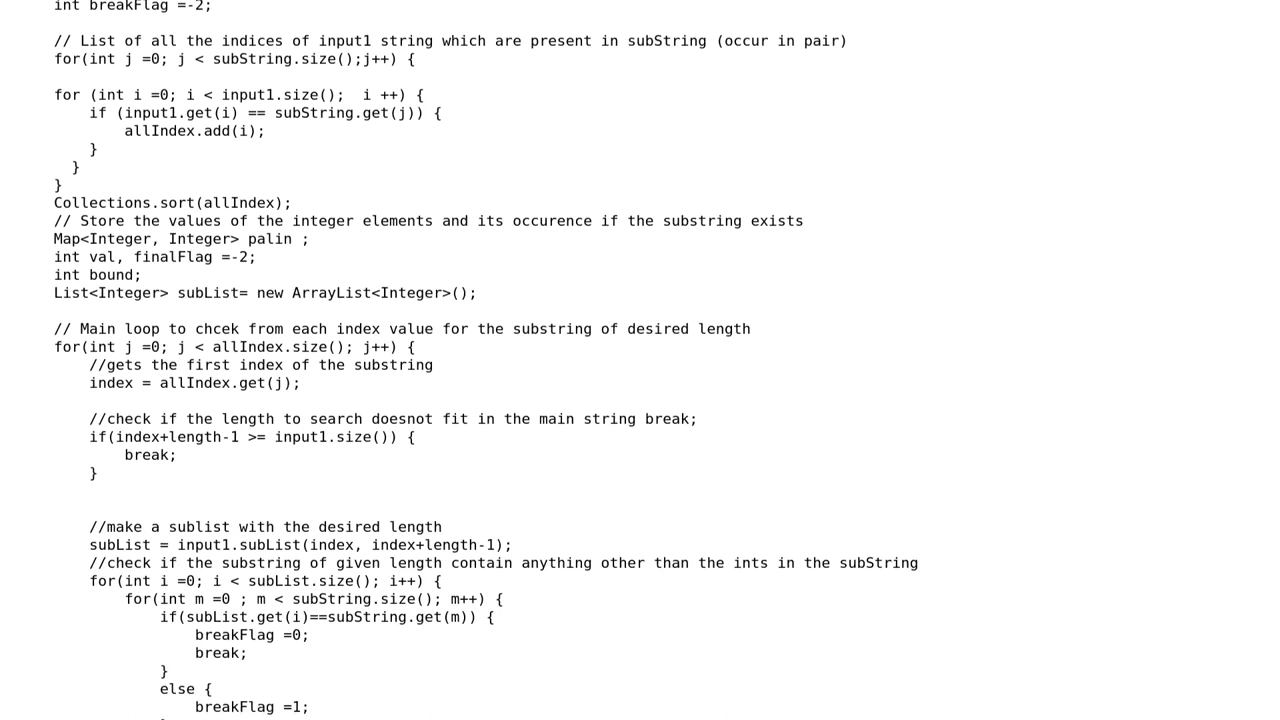 int breakFlag =-2;
// List of all the indices of input1 string which are present in subString (occur in pair)
for(int j =0; j < subString.size();j++) {
for (int i =0; i < input1.size();  i ++) {
if (input1.get(i) == subString.get(j)) {
allIndex.add(i);
}
}
}
Collections.sort(allIndex);
// Store the values of the integer elements and its occurence if the substring exists
Map<Integer, Integer> palin ;
int val, finalFlag =-2;
int bound;
List<Integer> subList= new ArrayList<Integer>();
// Main loop to chcek from each index value for the substring of desired length
for(int j =0; j < allIndex.size(); j++) {
//gets the first index of the substring
index = allIndex.get(j);
//check if the length to search doesnot fit in the main string break;
if(index+length-1 >= input1.size()) {
break;
}
//make a sublist with the desired length
subList = input1.subList(index, index+length-1);
//check if the substring of given length contain anything other than the ints in the subString
for(int i =0; i < subList.size(); i++) {
for(int m =0 ; m < subString.size(); m++) {
if(subList.get(i)==subString.get(m)) {
breakFlag =0;
break;
}
else {
breakFlag =1;